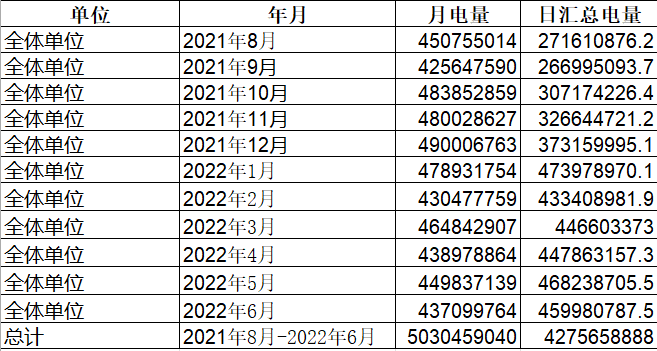 单位 年月 月电量 日汇总电量
全体单位 2021年8月 450755014 271610876.2
全体单位 2021年9月 425647590 266995093.7
全体单位 2021年10月 483852859 307174226.4
全体单位 2021年11月 480028627 326644721.2
全体单位 2021年12月 490006763 373159995.1
全体单位 2022年1月 478931754 473978970.1
全体单位 2022年2月 430477759 433408981.9
全体单位 2022年3月 464842907 446603373
全体单位 2022年4月 438978864 447863157.3
全体单位 2022年5月 449837139 468238705.5
全体单位 2022年6月 437099764 459980787.5
总计 2021年8月-2022年6月 5030459040 4275658888